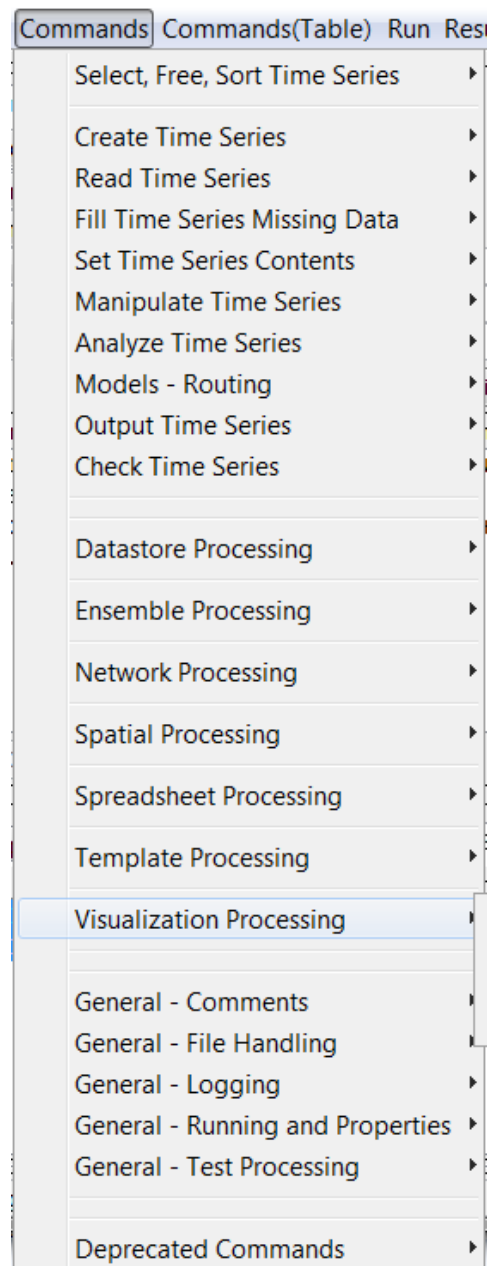 Commands Commands(Table) Run
Select, Free, Sort Time Series
Create Time Series
Read Time Series
Fill Time Series Missing Data
Set Time Series Contents
Manipulate Time Series
Analyze Time Series
Models - Routing
Output Time Series
Check Time Series
Datastore Processing
Ensemble Processing
Network Processing
Spatial Processing
Spreadsheet Processing
Template Processing
Visualization Processing
General - Comments
General - File Handling
General - Logging
General - Running and Properties
General - Test Processing
Deprecated Commands